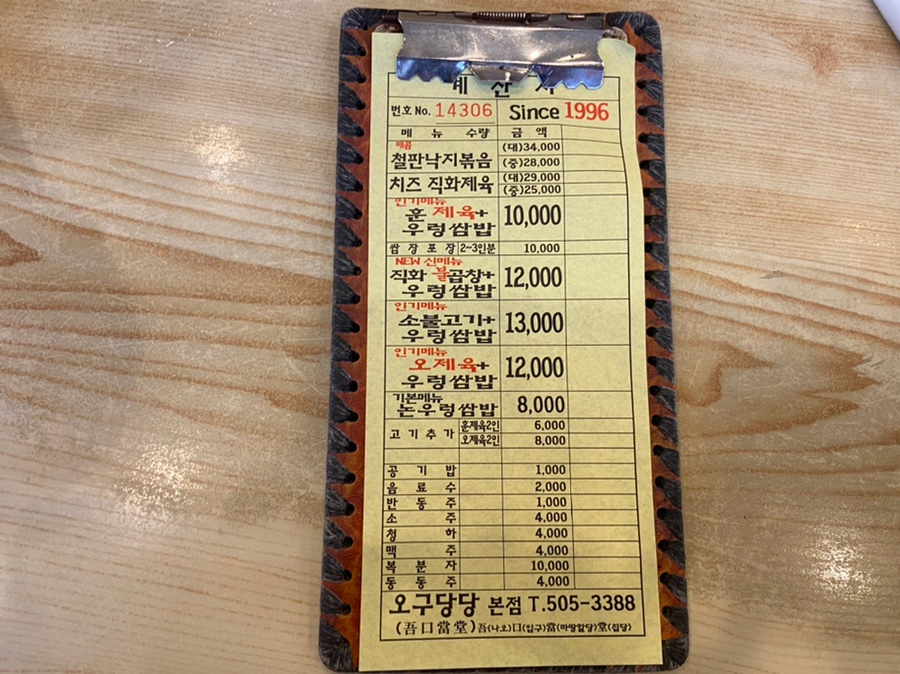 계 산 서
번호 No. 14306 Since 1996
메 뉴 수량 금 액
매콤
철판낙지볶음 (대)34,000
(중)28,000
치즈 직화제육 (대)29,000
(중)25,000
인기메뉴
훈 제육+
우렁쌈밥 10,000
쌈 장 포 장 2~3인분 10,000
NEW 신메뉴
직화 불곱창+
우렁쌈밥 12,000
인기메뉴
소불고기+
우렁쌈밥 13,000
인기메뉴
오제육+
우렁쌈밥 12,000
기본메뉴
논우렁쌈밥 8,000
고 기 추 가 훈제육2인 6,000
오제육2인 8,000
공 기 밥 1,000
음 료 수 2,000
반 동 주 1,000
소 주 4,000
청 하 4,000
맥 주 4,000
복 분 자 10,000
동 동 주 4,000
오구당당 본점 T.505-3388
(吾口當堂)吾(나오)口(입구)當(마땅할당)堂(집당)